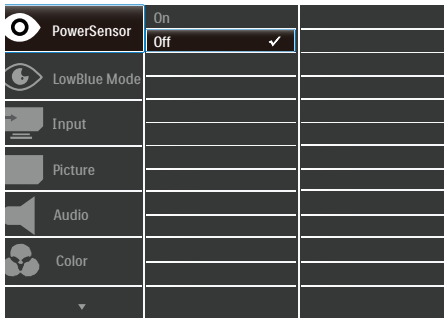 PowerSensor
On
Off
LowBlue Mode
Input
Picture
Audio
Color